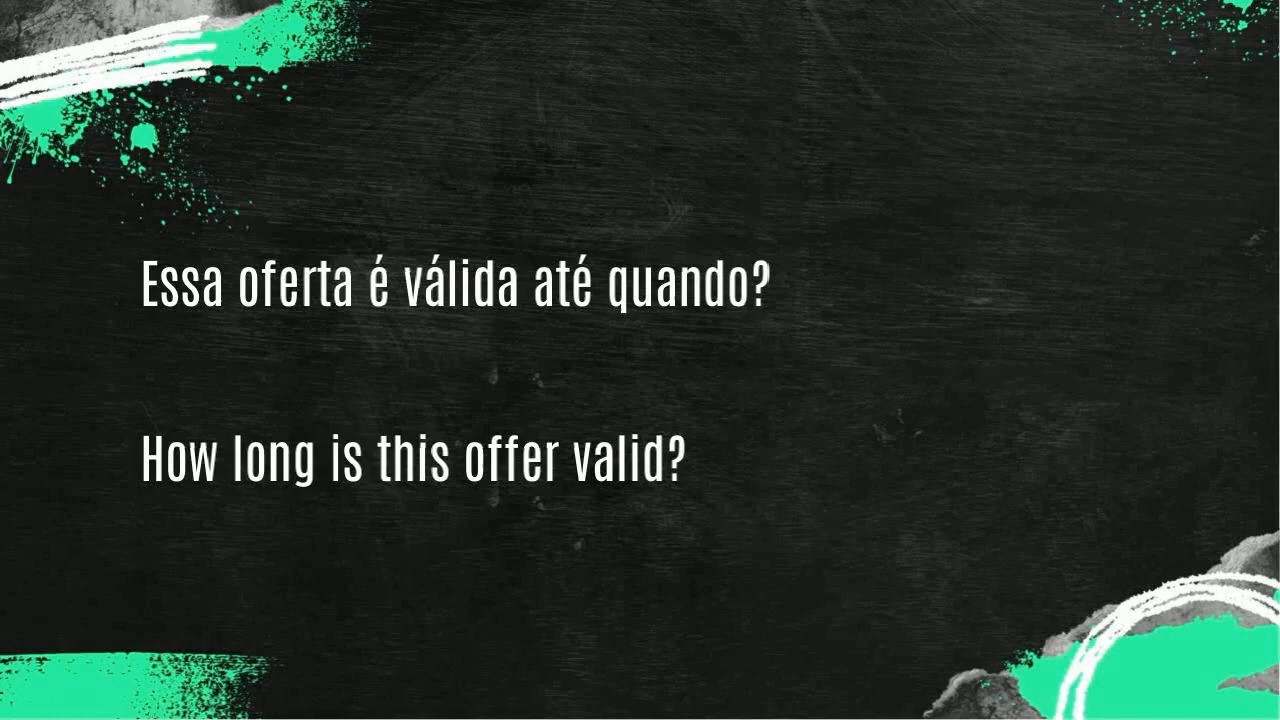 Essa oferta é válida até quando?
How long is this offer valid?